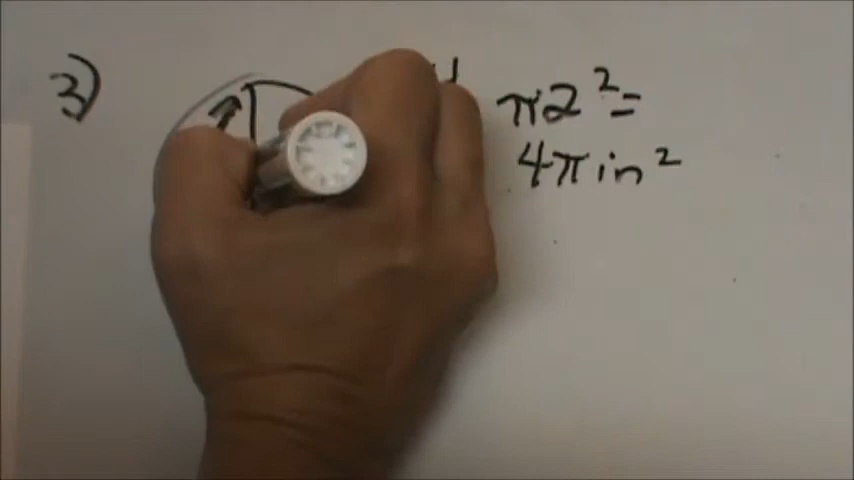 3)
π2²=
4π in²